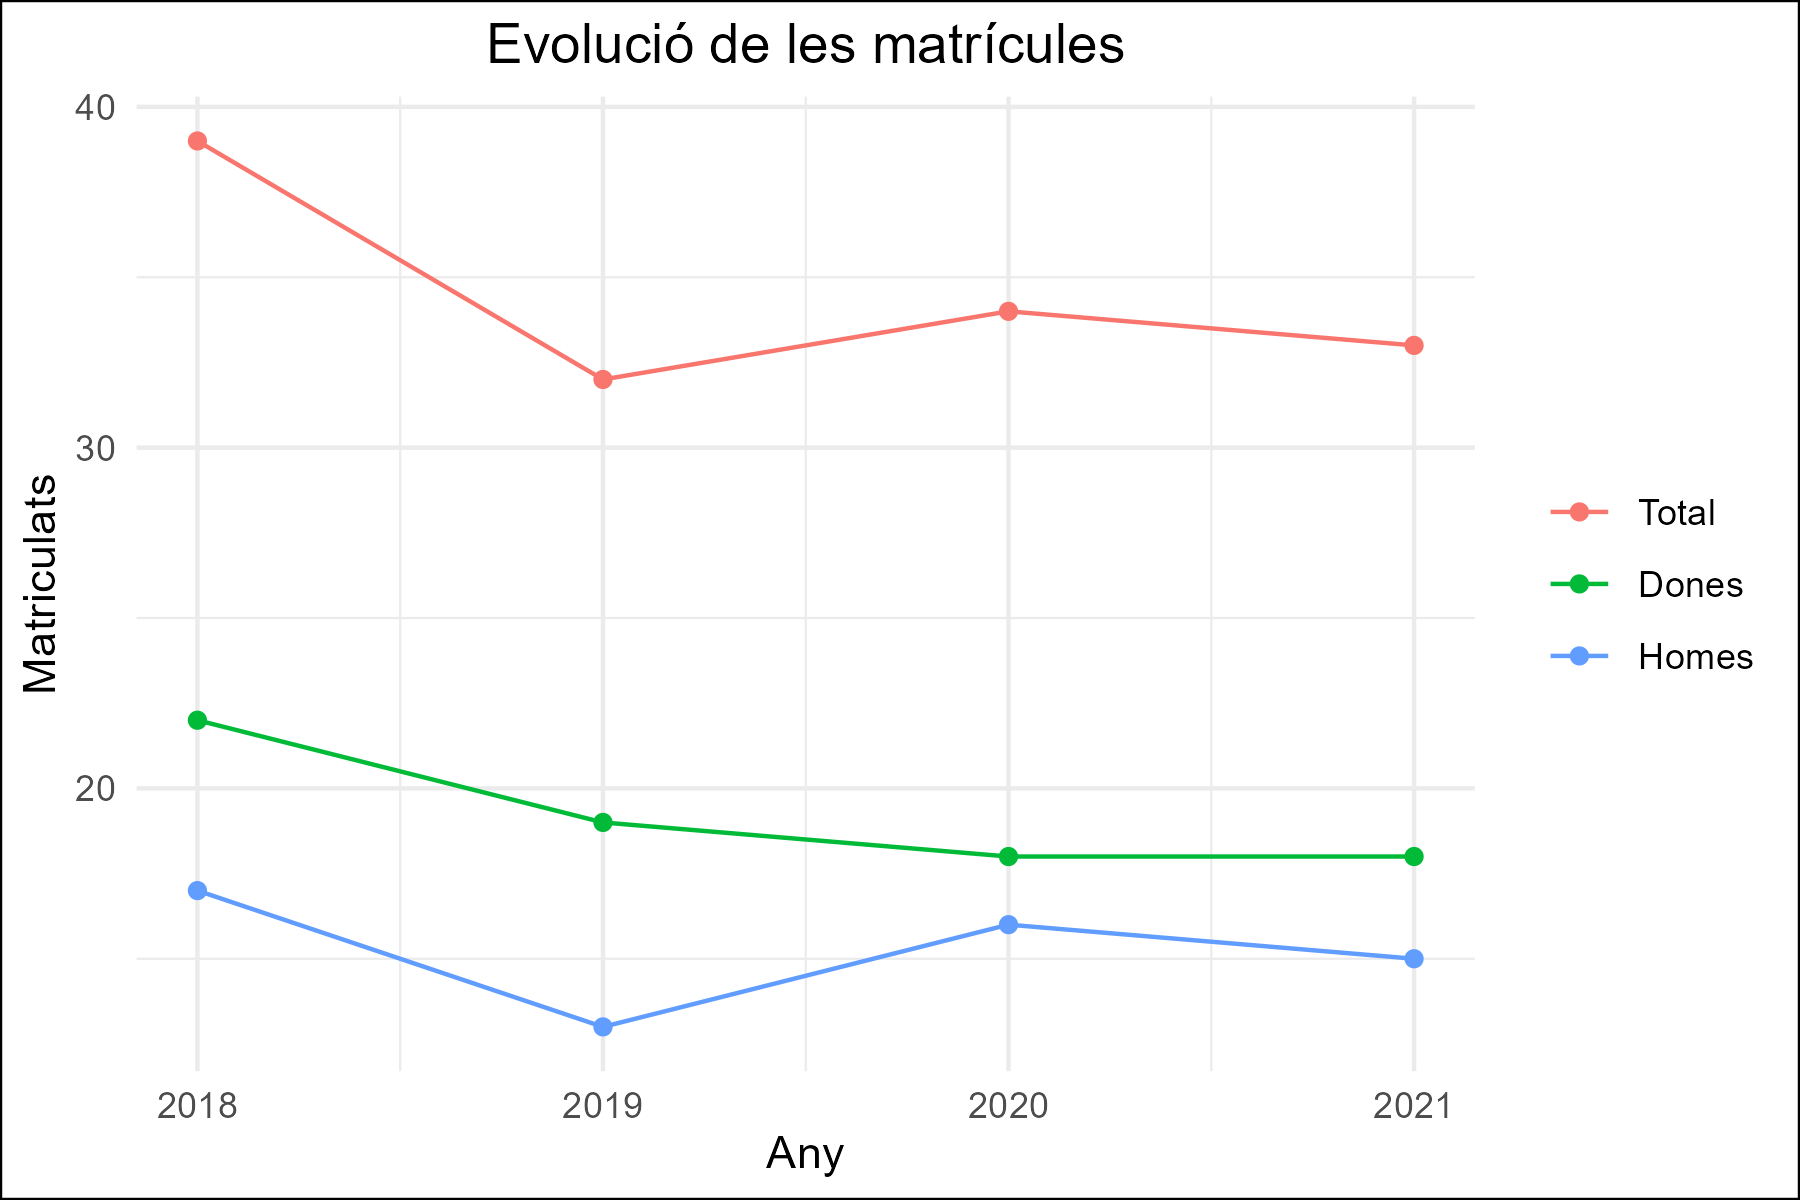 Evolució de les matrícules
40
30
20
Matriculats
2018 2019 2020 2021
Any
Total
Dones
Homes